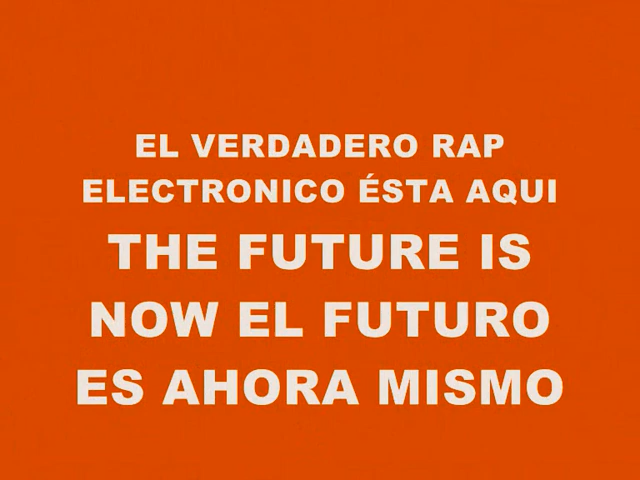 EL VERDADERO RAP
ELECTRONICO ÉSTA AQUI
THE FUTURE IS
NOW EL FUTURO
ES AHORA MISMO